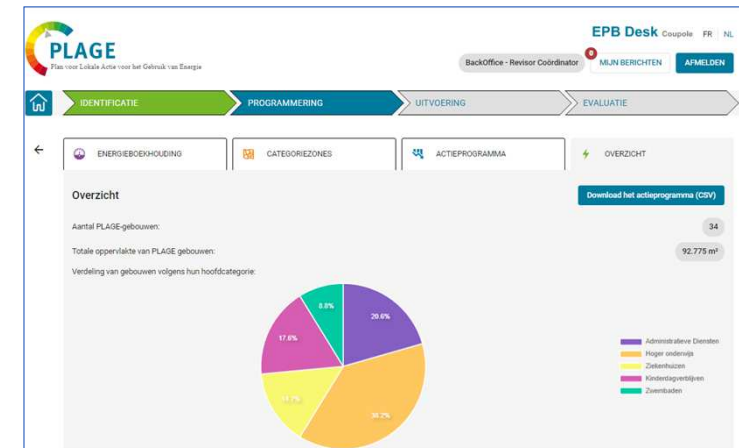 PLAGE
Plan voor Lokale Actie voor het Gebruik van Energie
EPB Desk Coupole FR | NL
BackOffice - Revisor Coördinator
0
MIJN BERICHTEN
AFMELDEN
IDENTIFICATIE
PROGRAMMERING
UITVOERING
EVALUATIE
ENERGIEBOEKHOUDING
CATEGORIEZONES
ACTIEPROGRAMMA
OVERZICHT
Overzicht
Download het actieprogramma (CSV)
Aantal PLAGE-gebouwen:
34
Totale oppervlakte van PLAGE gebouwen:
92.775 m²
Verdeling van gebouwen volgens hun hoofdcategorie:
8.8%
20.6%
17.6%
14.7%
38.2%
Administratieve Diensten
Hoger onderwijs
Ziekenhuizen
Kinderdagverblijven
Zwembaden